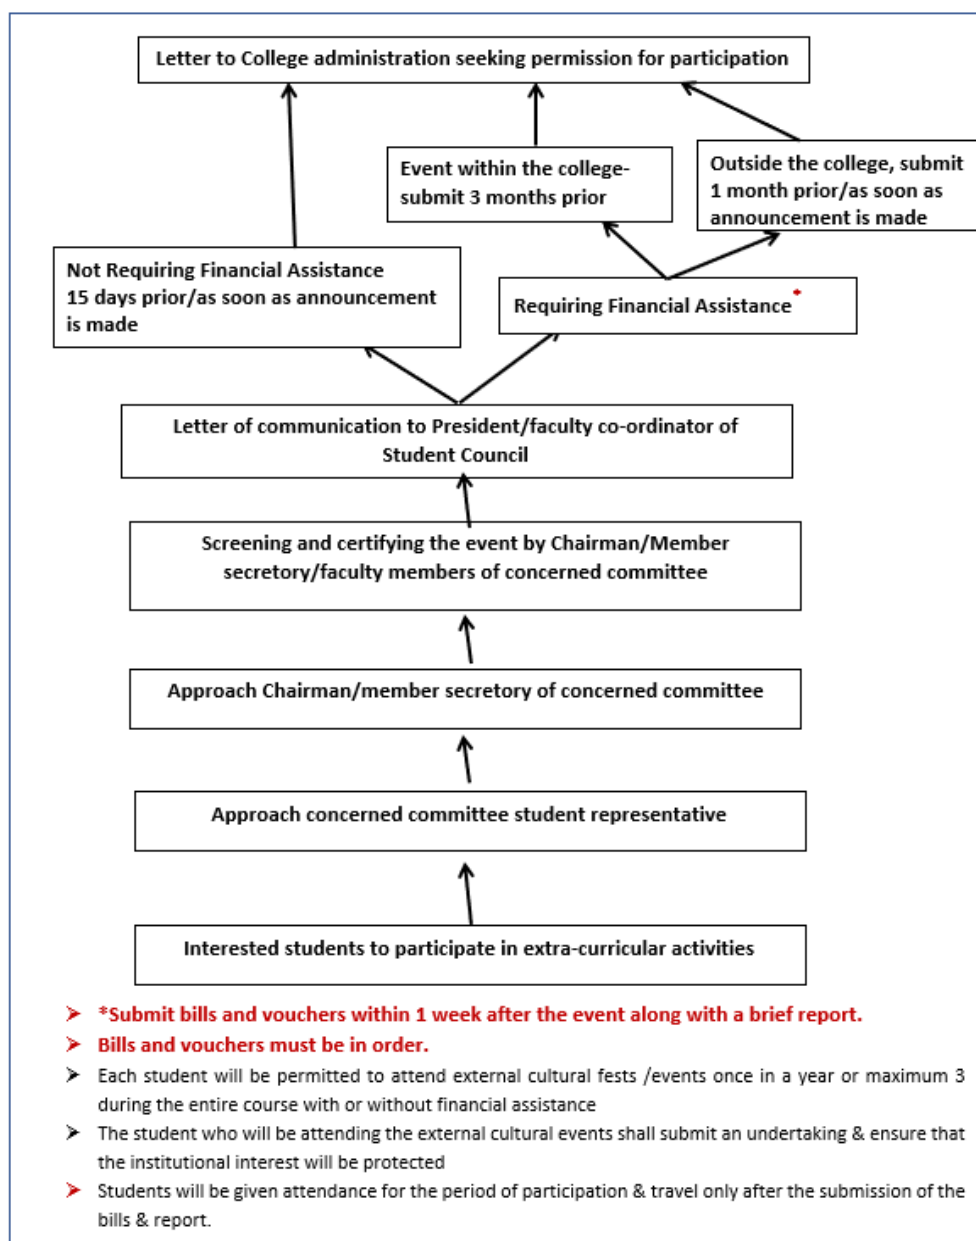 Letter to College administration seeking permission for participation
Event within the college-
submit 3 months prior
Outside the college, submit
1 month prior/as soon as
announcement is made
Not Requiring Financial Assistance
15 days prior/as soon as announcement
is made
Requiring Financial Assistance*
Letter of communication to President/faculty co-ordinator of
Student Council
Screening and certifying the event by Chairman/Member
secretory/faculty members of concerned committee
Approach Chairman/member secretory of concerned committee
Approach concerned committee student representative
Interested students to participate in extra-curricular activities
➢ *Submit bills and vouchers within 1 week after the event along with a brief report.
➢ Bills and vouchers must be in order.
➢ Each student will be permitted to attend external cultural fests /events once in a year or maximum 3
during the entire course with or without financial assistance
➢ The student who will be attending the external cultural events shall submit an undertaking & ensure that
the institutional interest will be protected
➢ Students will be given attendance for the period of participation & travel only after the submission of the
bills & report.